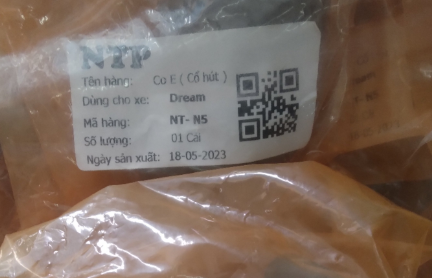 NTP
Tên hàng: Co E ( Cổ hút )
Dùng cho xe: Dream
Mã hàng: NT- N5
Số lượng: 01 Cái
Ngày sản xuất: 18-05-2023